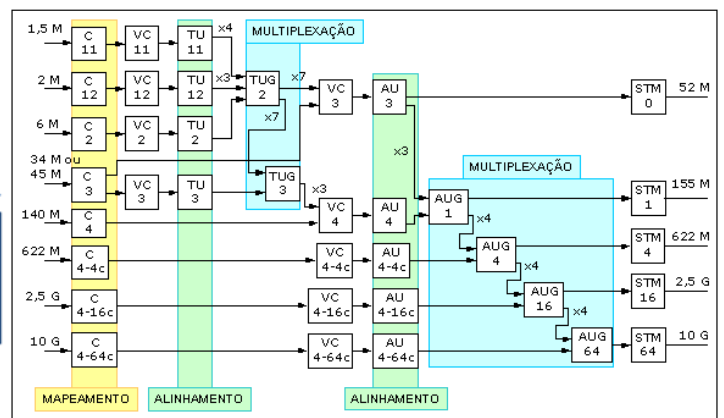 MULTIPLEXAÇÃO
1,5 M
C
11
VC
11
TU
11
x4
2 M
C
12
VC
12
TU
12
x3
TUG
2
x7
VC
3
AU
3
STM
0
52 M
6 M
C
2
VC
2
TU
2
x7
34 M ou
45 M
C
3
VC
3
TU
3
TUG
3
x3
x3
MULTIPLEXAÇÃO
140 M
C
4
VC
4
AU
4
AUG
1
x4
STM
1
155 M
622 M
C
4-4c
VC
4-4c
AU
4-4c
AUG
4
x4
STM
4
622 M
2,5 G
C
4-16c
VC
4-16c
AU
4-16c
AUG
16
x4
STM
16
2,5 G
10 G
C
4-64c
VC
4-64c
AU
4-64c
AUG
64
STM
64
10 G
MAPEAMENTO
ALINHAMENTO
ALINHAMENTO